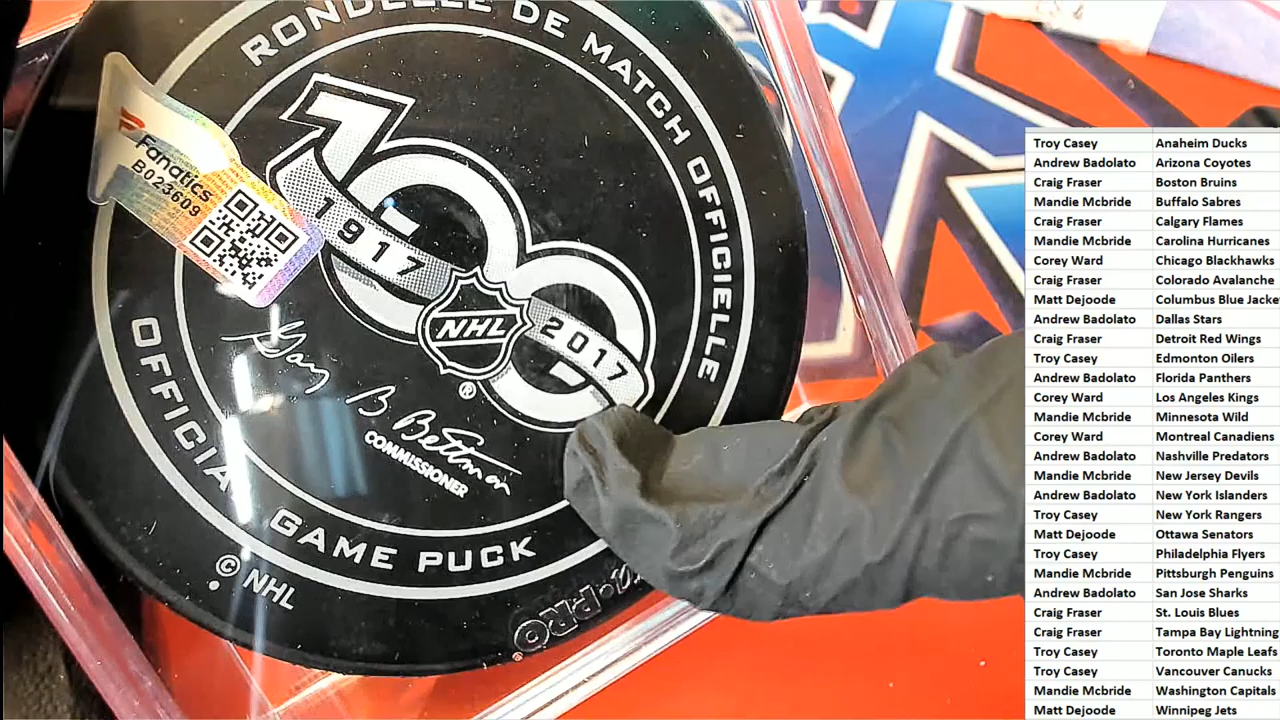 RONDELLE DE MATCH OFFICIELLE
Fanatics
B023609
100
1917
NHL
®
2017
Gary B Bettman
COMMISSIONER
OFFICIAL GAME PUCK
© NHL
Troy Casey Anaheim Ducks
Andrew Badolato Arizona Coyotes
Craig Fraser Boston Bruins
Mandie Mcbride Buffalo Sabres
Craig Fraser Calgary Flames
Mandie Mcbride Carolina Hurricanes
Corey Ward Chicago Blackhawks
Craig Fraser Colorado Avalanche
Matt Dejoode Columbus Blue Jacke
Andrew Badolato Dallas Stars
Craig Fraser Detroit Red Wings
Troy Casey Edmonton Oilers
Andrew Badolato Florida Panthers
Corey Ward Los Angeles Kings
Mandie Mcbride Minnesota Wild
Corey Ward Montreal Canadiens
Andrew Badolato Nashville Predators
Mandie Mcbride New Jersey Devils
Andrew Badolato New York Islanders
Troy Casey New York Rangers
Matt Dejoode Ottawa Senators
Troy Casey Philadelphia Flyers
Mandie Mcbride Pittsburgh Penguins
Andrew Badolato San Jose Sharks
Craig Fraser St. Louis Blues
Craig Fraser Tampa Bay Lightning
Troy Casey Toronto Maple Leafs
Troy Casey Vancouver Canucks
Mandie Mcbride Washington Capitals
Matt Dejoode Winnipeg Jets